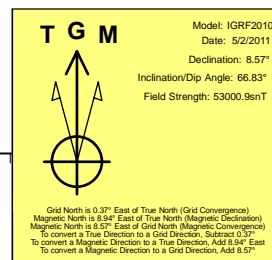 T G M
Model: IGRF2010
Date: 5/2/2011
Declination: 8.57°
Inclination/Dip Angle: 66.83°
Field Strength: 53000.9snT
Grid North is 0.37° East of True North (Grid Convergence)
Magnetic North is 8.94° East of True North (Magnetic Declination)
Magnetic North is 8.57° East of Grid North (Magnetic Convergence)
To convert a True Direction to a Grid Direction, Subtract 0.37°
To convert a Magnetic Direction to a True Direction, Add 8.94° East
To convert a Magnetic Direction to a Grid Direction, Add 8.57°